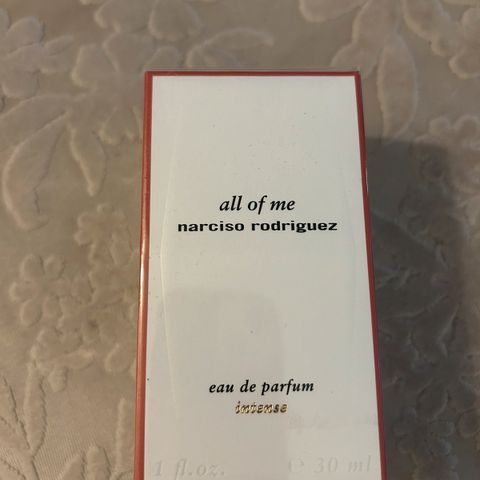 all of me
narciso rodriguez
eau de parfum
intense
1 fl.oz. ℮ 30 ml